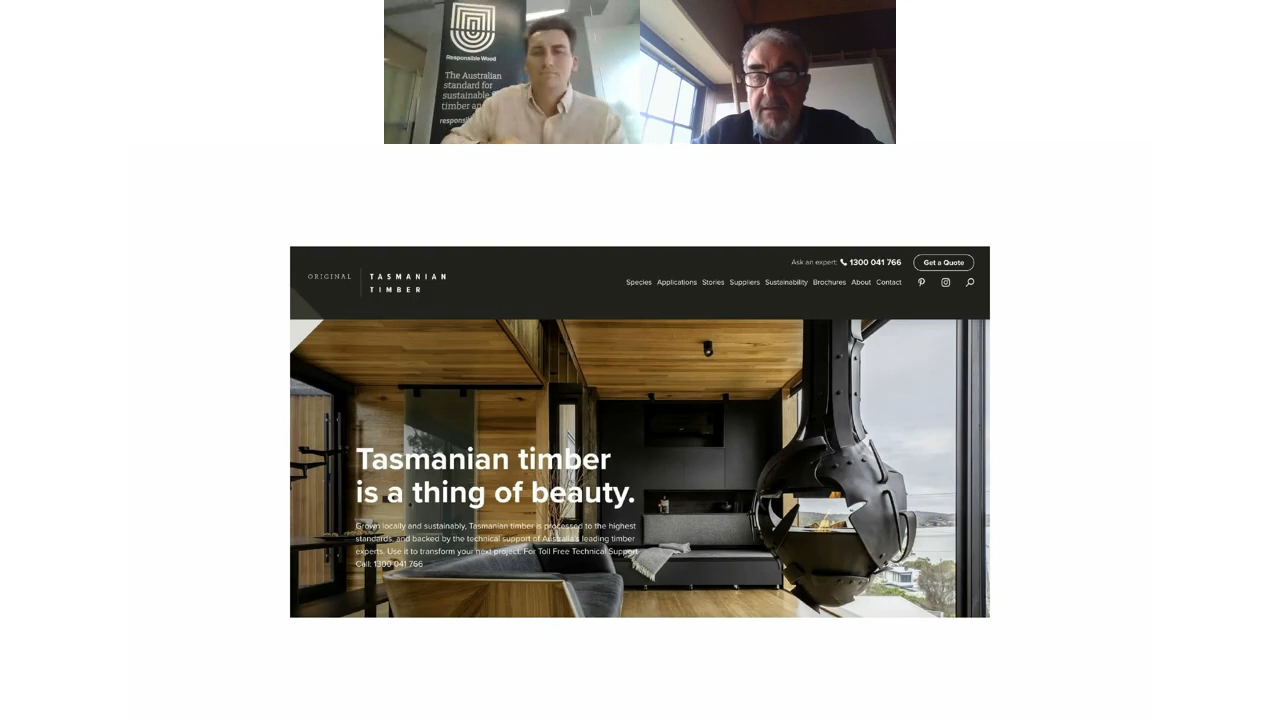 Responsible Wood
The Australian
standard for
sustainable
timber
ORIGINAL
TASMANIAN
TIMBER
Ask an expert: 1300 041 766
Get a Quote
Species Applications Stories Suppliers Sustainability Brochures About Contact
Tasmanian timber
is a thing of beauty.
Grown locally and sustainably, Tasmanian timber is processed to the highest
standards, and backed by the technical support of Australia's leading timber
experts. Use it to transform your next project. For Toll Free Technical Support
Call: 1300 041 766